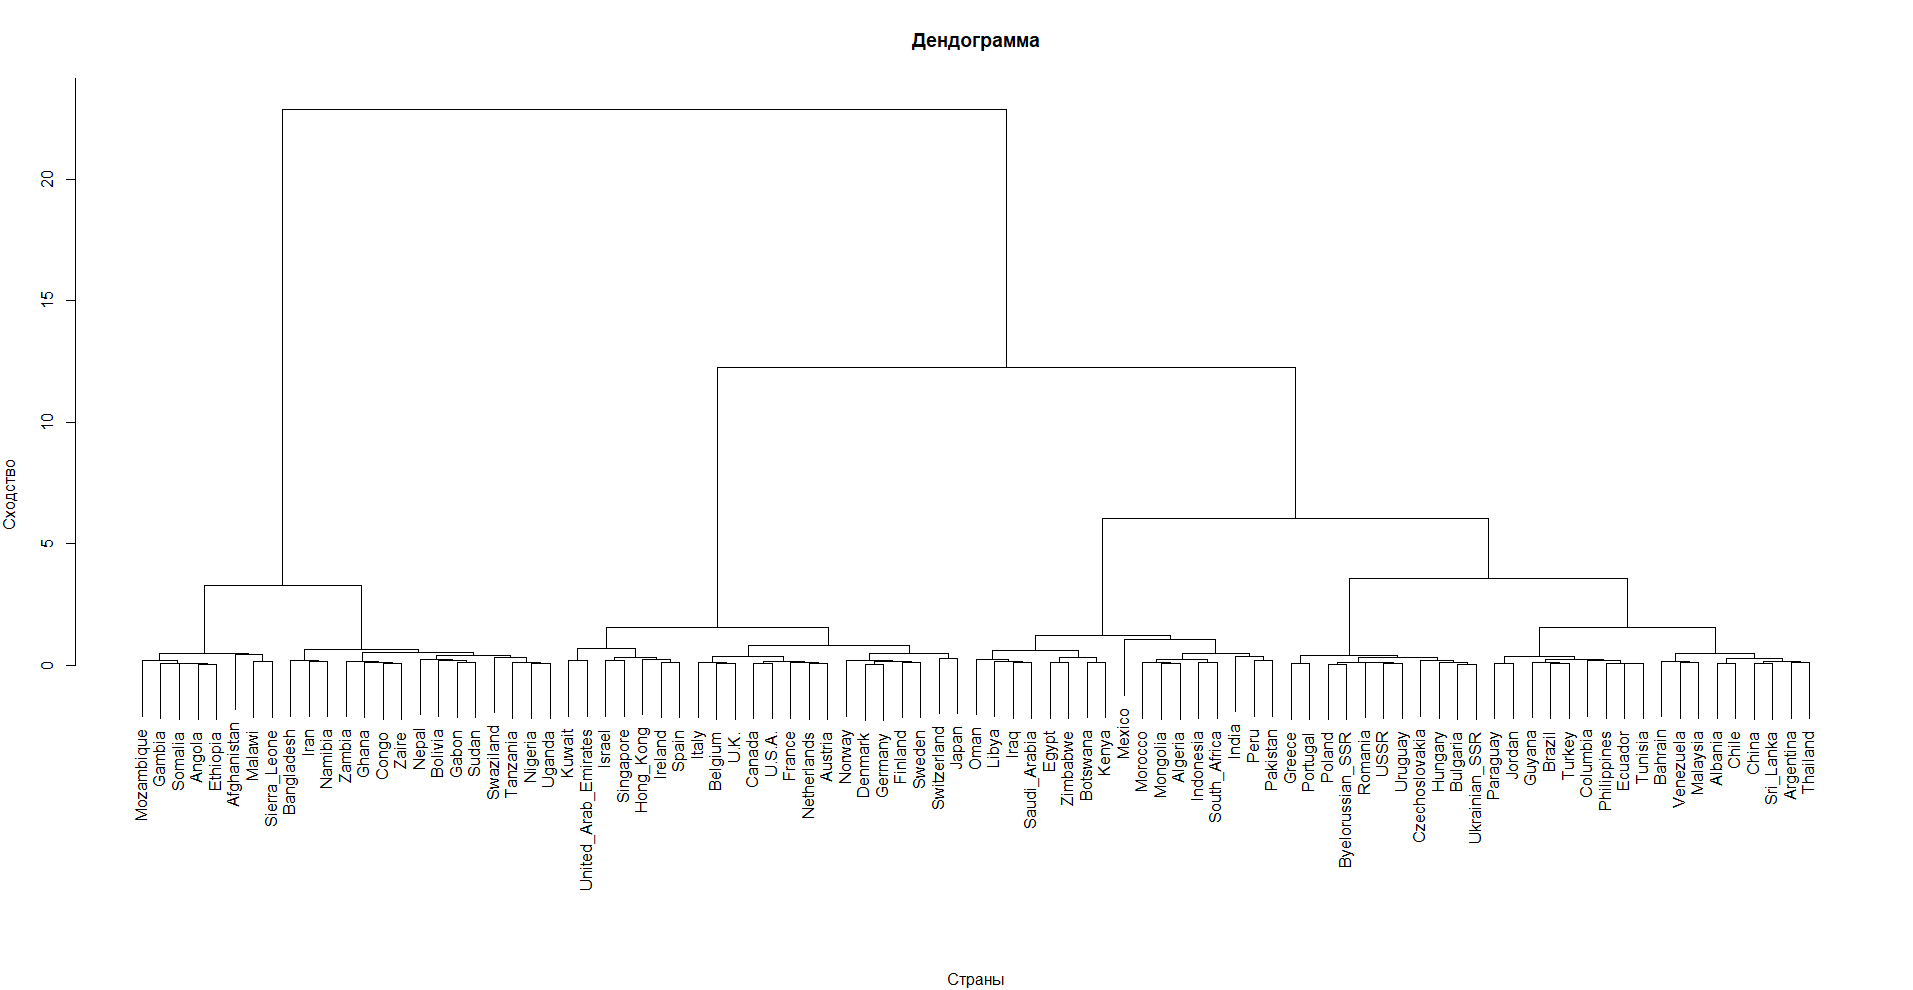 Дендограмма
20
15
10
5
0
Сходство
Mozambique
Gambia
Somalia
Angola
Ethiopia
Afghanistan
Malawi
Sierra_Leone
Bangladesh
Iran
Namibia
Zambia
Ghana
Congo
Zaire
Nepal
Bolivia
Gabon
Sudan
Swaziland
Tanzania
Nigeria
Uganda
Kuwait
United_Arab_Emirates
Israel
Singapore
Hong_Kong
Ireland
Spain
Italy
Belgium
U.K.
Canada
U.S.A.
France
Netherlands
Austria
Norway
Denmark
Germany
Finland
Sweden
Switzerland
Japan
Oman
Libya
Iraq
Saudi_Arabia
Egypt
Zimbabwe
Botswana
Kenya
Mexico
Morocco
Mongolia
Algeria
Indonesia
South_Africa
India
Peru
Pakistan
Greece
Portugal
Poland
Byelorussian_SSR
Romania
USSR
Uruguay
Czechoslovakia
Hungary
Bulgaria
Ukrainian_SSR
Paraguay
Jordan
Guyana
Brazil
Turkey
Columbia
Philippines
Ecuador
Tunisia
Bahrain
Venezuela
Malaysia
Albania
Chile
China
Sri_Lanka
Argentina
Thailand
Страны